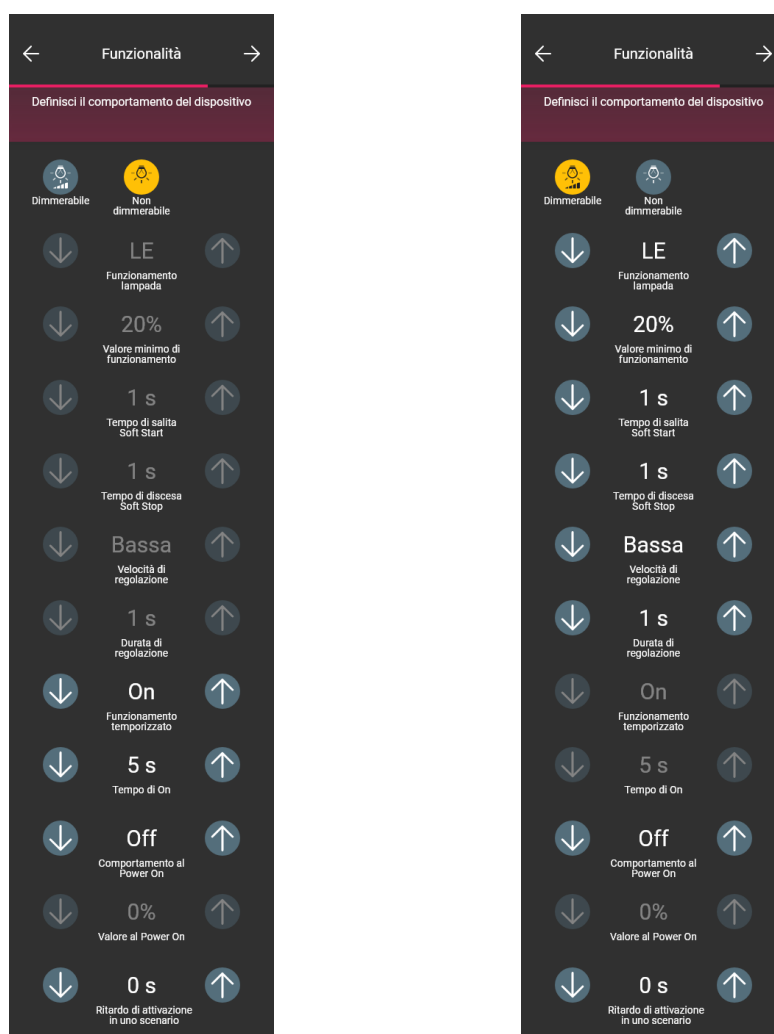 Funzionalità
Definisci il comportamento del dispositivo
Dimmerabile
Non
dimmerabile
LE
Funzionamento
lampada
20%
Valore minimo di
funzionamento
1 s
Tempo di salita
Soft Start
1 s
Tempo di discesa
Soft Stop
Bassa
Velocità di
regolazione
1 s
Durata di
regolazione
On
Funzionamento
temporizzato
5 s
Tempo di On
Off
Comportamento al
Power On
0%
Valore al Power On
0 s
Ritardo di attivazione
in uno scenario
Funzionalità
Definisci il comportamento del dispositivo
Dimmerabile
Non
dimmerabile
LE
Funzionamento
lampada
20%
Valore minimo di
funzionamento
1 s
Tempo di salita
Soft Start
1 s
Tempo di discesa
Soft Stop
Bassa
Velocità di
regolazione
1 s
Durata di
regolazione
On
Funzionamento
temporizzato
5 s
Tempo di On
Off
Comportamento al
Power On
0%
Valore al Power On
0 s
Ritardo di attivazione
in uno scenario